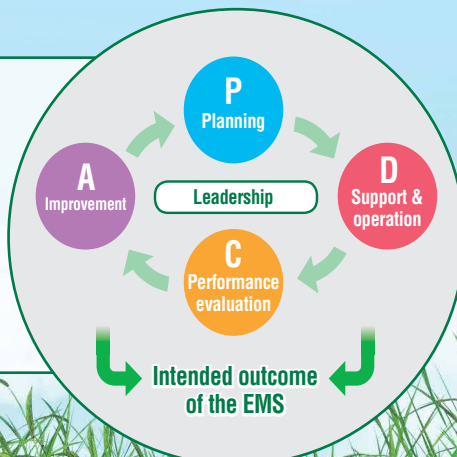 P
Planning
A
Improvement
Leadership
D
Support &
operation
C
Performance
evaluation
Intended outcome
of the EMS